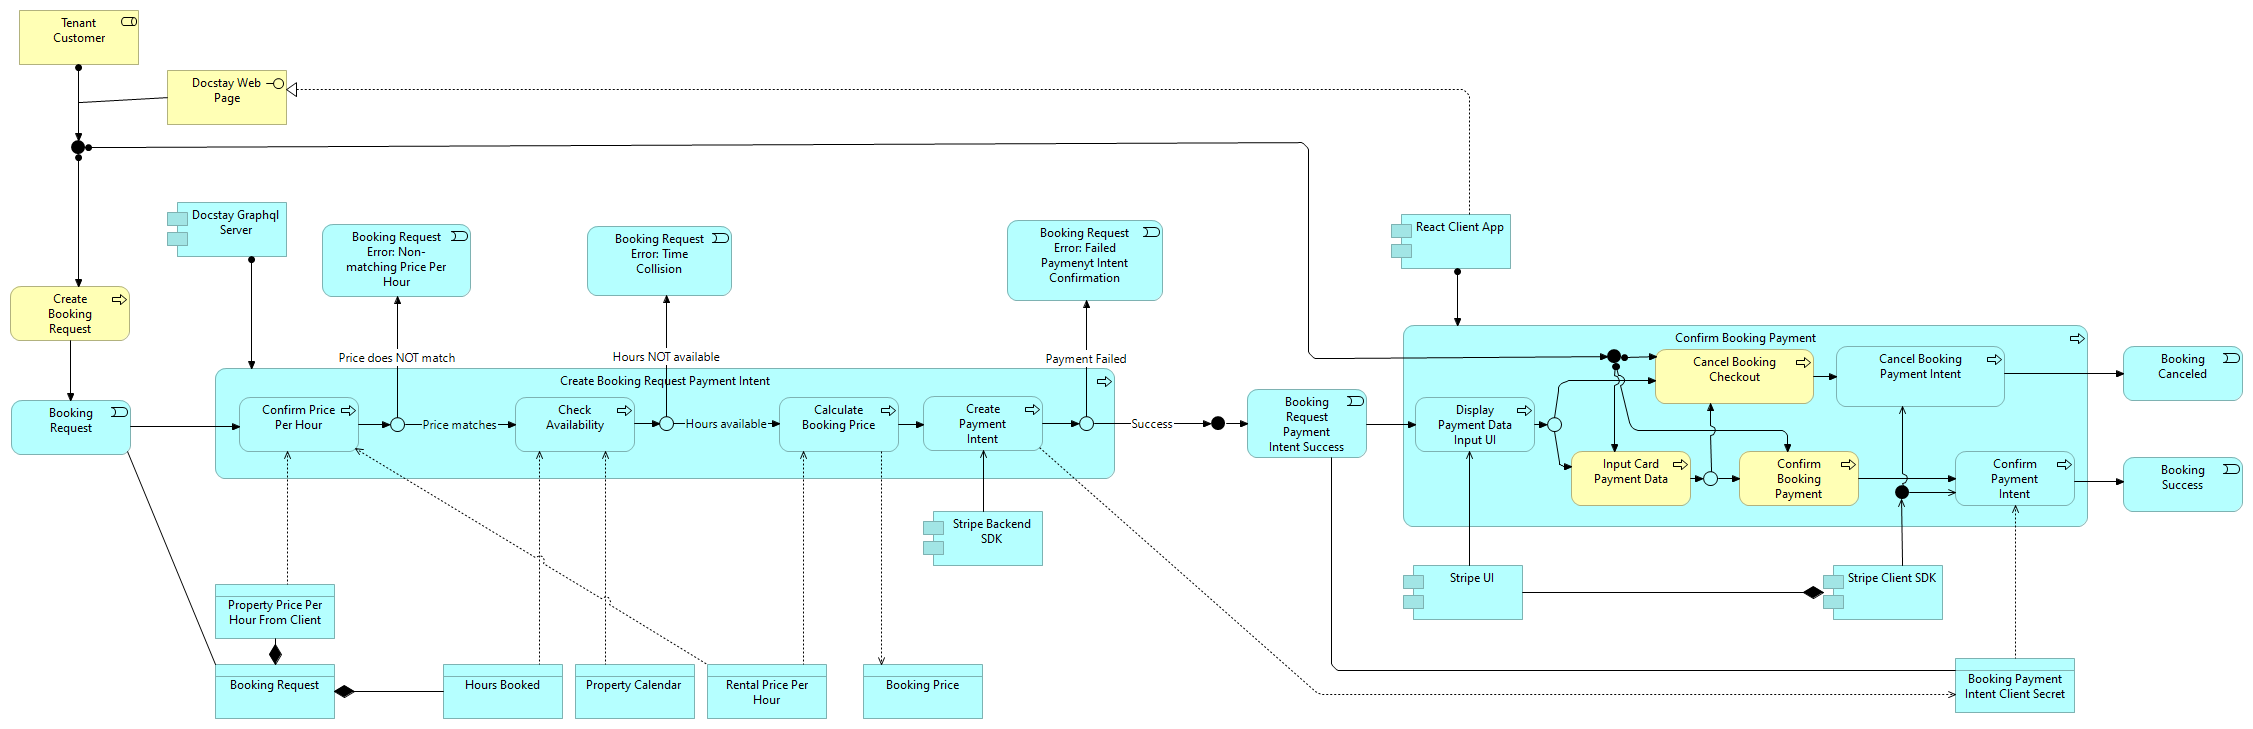 Tenant
Customer
Docstay Web
Page
Docstay Graphql
Server
Booking Request
Error: Non-
matching Price Per
Hour
Booking Request
Error: Time
Collision
Booking Request
Error: Failed
Paymenyt Intent
Confirmation
React Client App
Create
Booking
Request
Price does NOT match
Hours NOT available
Payment Failed
Confirm Booking Payment
Create Booking Request Payment Intent
Cancel Booking
Checkout
Cancel Booking
Payment Intent
Booking
Canceled
Booking
Request
Confirm Price
Per Hour
Price matches
Check
Availability
Hours available
Calculate
Booking Price
Create
Payment
Intent
Success
Booking
Request
Payment
Intent Success
Display
Payment Data
Input UI
Input Card
Payment Data
Confirm
Booking
Payment
Confirm
Payment
Intent
Booking
Success
Stripe Backend
SDK
Stripe UI
Stripe Client SDK
Property Price Per
Hour From Client
Booking Request
Hours Booked
Property Calendar
Rental Price Per
Hour
Booking Price
Booking Payment
Intent Client Secret